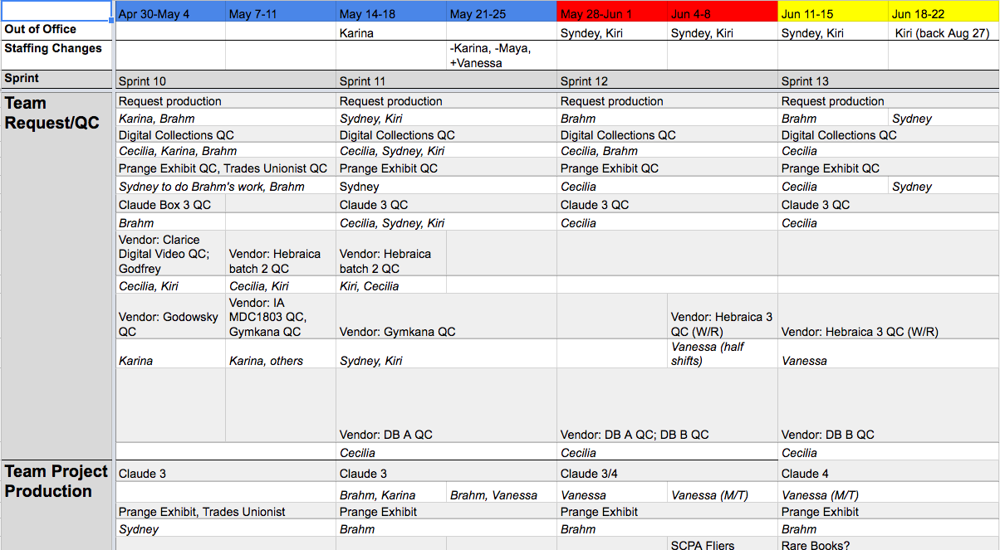 Apr 30-May 4 May 7-11 May 14-18 May 21-25 May 28-Jun 1 Jun 4-8 Jun 11-15 Jun 18-22
Out of Office Karina Syndey, Kiri Syndey, Kiri Syndey, Kiri Kiri (back Aug 27)
Staffing Changes -Karina, -Maya,
+Vanessa
Sprint Sprint 10 Sprint 11 Sprint 12 Sprint 13
Team
Request/QC
Request production Request production Request production Request production
Karina, Brahm Sydney, Kiri Brahm Brahm Sydney
Digital Collections QC Digital Collections QC Digital Collections QC Digital Collections QC
Cecilia, Karina, Brahm Cecilia, Sydney, Kiri Cecilia, Brahm Cecilia
Prange Exhibit QC, Trades Unionist QC Prange Exhibit QC Prange Exhibit QC Prange Exhibit QC
Sydney to do Brahm's work, Brahm Sydney Cecilia Cecilia Sydney
Claude Box 3 QC Claude 3 QC Claude 3 QC Claude 3 QC
Brahm Cecilia, Sydney, Kiri Cecilia Cecilia
Vendor: Clarice
Digital Video QC;
Godfrey
Vendor: Hebraica
batch 2 QC
Vendor: Hebraica
batch 2 QC
Cecilia, Kiri Cecilia, Kiri Kiri, Cecilia
Vendor: Godowsky
QC
Vendor: IA
MDC1803 QC,
Gymkana QC
Vendor: Gymkana QC
Vendor: Hebraica 3
QC (W/R)
Vendor: Hebraica 3 QC (W/R)
Karina Karina, others Sydney, Kiri
Vanessa (half
shifts)
Vanessa
Vendor: DB A QC Vendor: DB A QC; DB B QC Vendor: DB B QC
Cecilia Cecilia Cecilia
Team Project
Production
Claude 3 Claude 3 Claude 3/4 Claude 4
Brahm, Karina Brahm, Vanessa Vanessa Vanessa (M/T) Vanessa (M/T)
Prange Exhibit, Trades Unionist Prange Exhibit Prange Exhibit Prange Exhibit
Sydney Brahm Brahm Brahm
SCPA Fliers Rare Books?